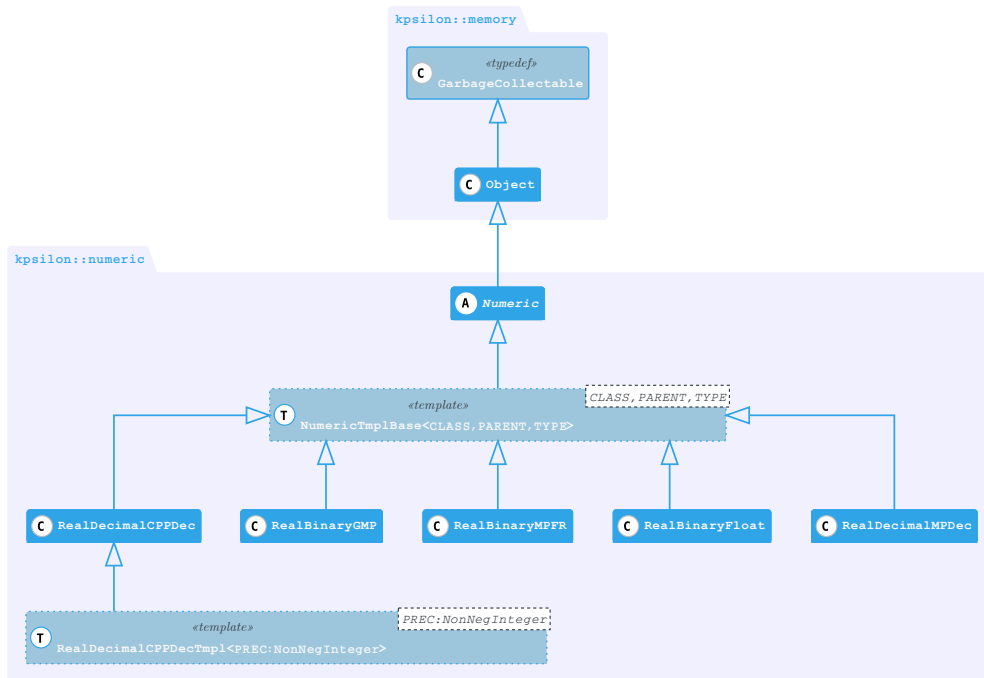 kpsilon::memory
C
«typedef»
GarbageCollectable
C Object
kpsilon::numeric
A Numeric
CLASS,PARENT,TYPE
T
«template»
NumericTmplBase<CLASS,PARENT,TYPE>
C RealDecimalCPPDec
C RealBinaryGMP
C RealBinaryMPFR
C RealBinaryFloat
C RealDecimalMPDec
PREC:NonNegInteger
T
«template»
RealDecimalCPPDecTmpl<PREC:NonNegInteger>